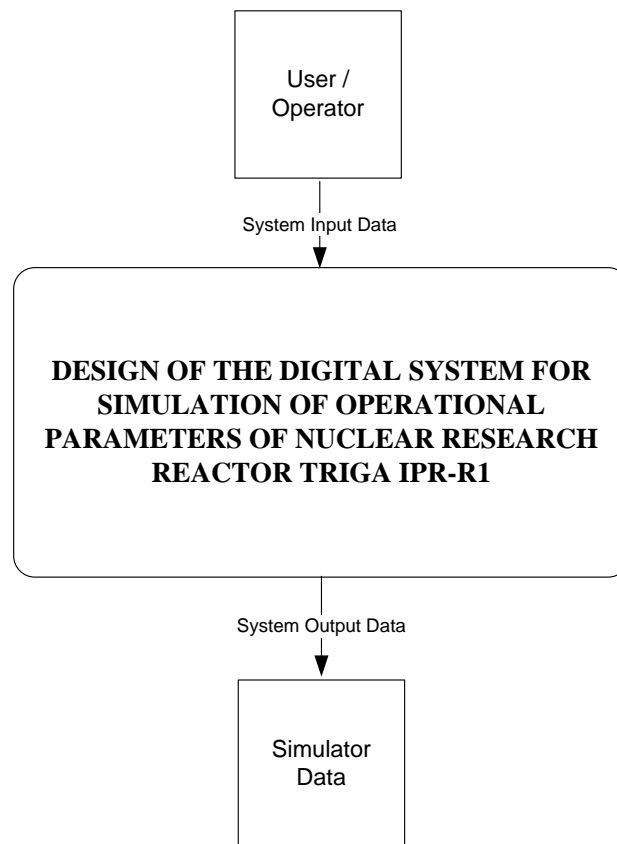 User /
Operator
System Input Data
DESIGN OF THE DIGITAL SYSTEM FOR
SIMULATION OF OPERATIONAL
PARAMETERS OF NUCLEAR RESEARCH
REACTOR TRIGA IPR-R1
System Output Data
Simulator
Data